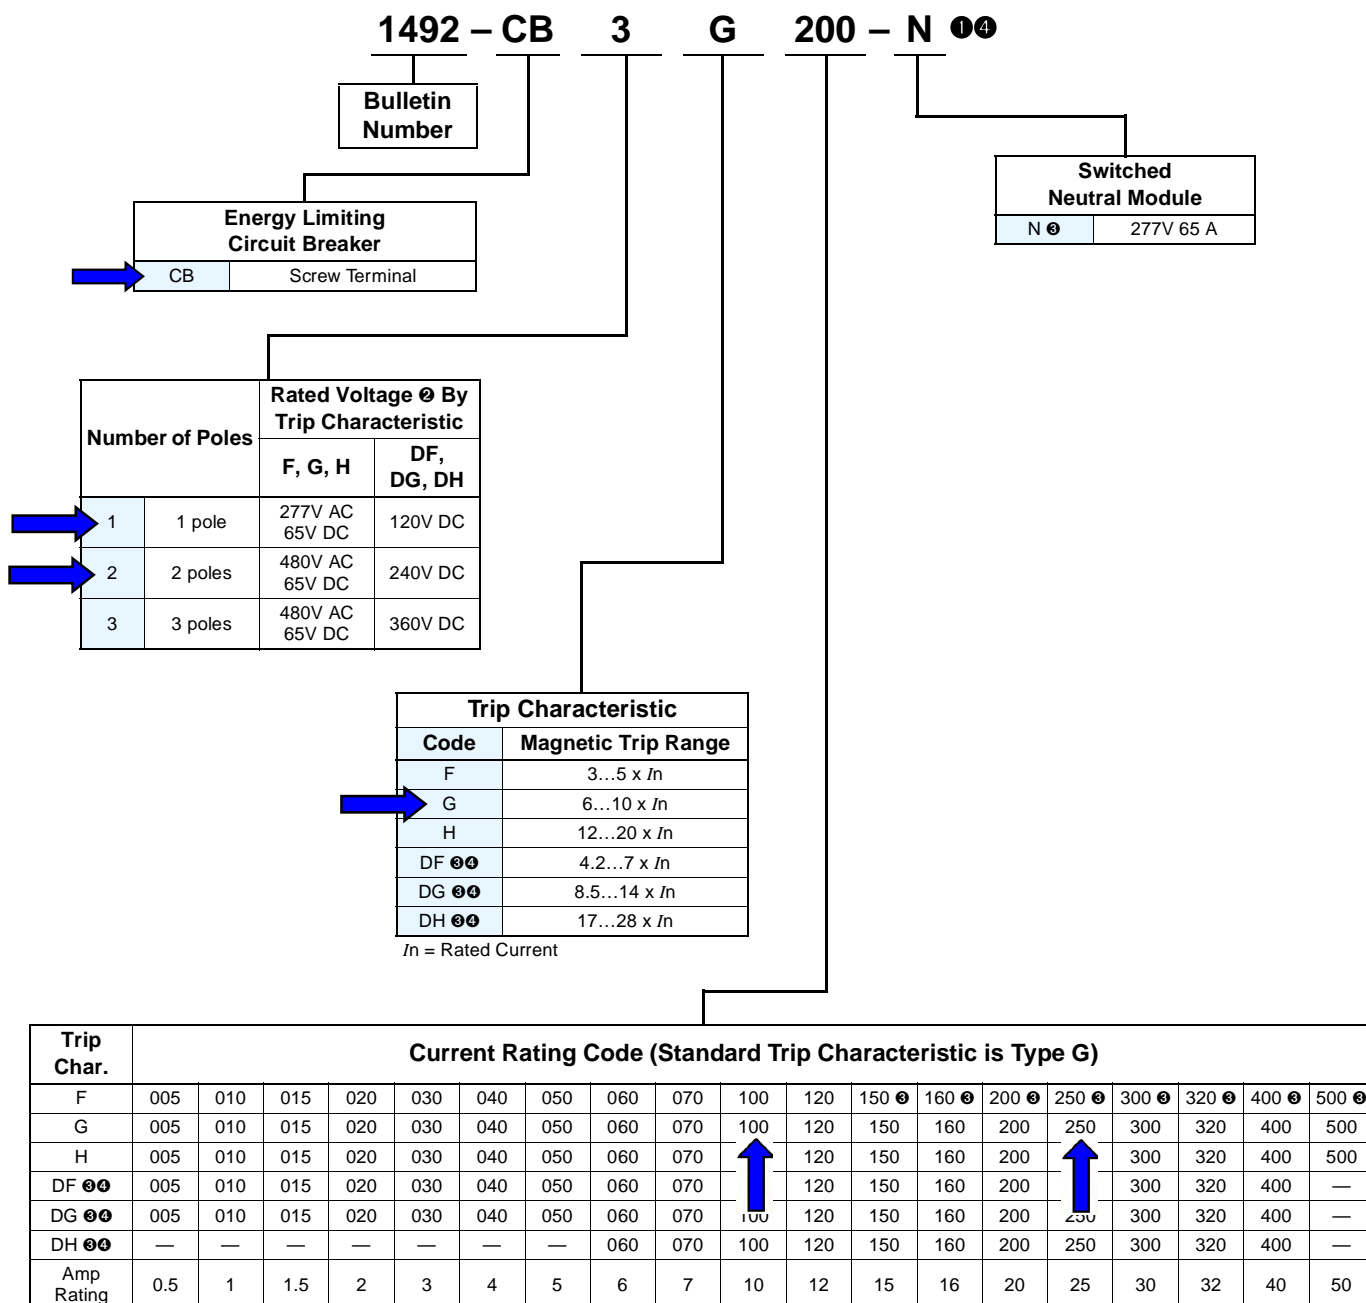 1492 – CB 3 G 200 – N ❶❹
Bulletin
Number
Switched
Neutral Module
N ❸ 277V 65 A
Energy Limiting
Circuit Breaker
CB Screw Terminal
Number of Poles
Rated Voltage ❷ By
Trip Characteristic
F, G, H
DF,
DG, DH
1 1 pole 277V AC
65V DC 120V DC
2 2 poles 480V AC
65V DC 240V DC
3 3 poles 480V AC
65V DC 360V DC
Trip Characteristic
Code Magnetic Trip Range
F 3…5 x In
G 6…10 x In
H 12…20 x In
DF ❸❹ 4.2…7 x In
DG ❸❹ 8.5…14 x In
DH ❸❹ 17…28 x In
In = Rated Current
Trip
Char.
Current Rating Code (Standard Trip Characteristic is Type G)
F 005 010 015 020 030 040 050 060 070 100 120 150 ❸ 160 ❸ 200 ❸ 250 ❸ 300 ❸ 320 ❸ 400 ❸ 500 ❸
G 005 010 015 020 030 040 050 060 070 100 120 150 160 200 250 300 320 400 500
H 005 010 015 020 030 040 050 060 070 120 150 160 200 300 320 400 500
DF ❸❹ 005 010 015 020 030 040 050 060 070 120 150 160 200 300 320 400 —
DG ❸❹ 005 010 015 020 030 040 050 060 070 100 120 150 160 200 250 300 320 400 —
DH ❸❹ — — — — — — — 060 070 100 120 150 160 200 250 300 320 400 —
Amp
Rating 0.5 1 1.5 2 3 4 5 6 7 10 12 15 16 20 25 30 32 40 50